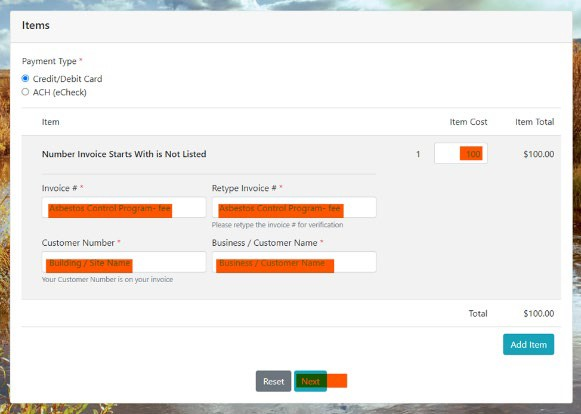 Items
Payment Type *
Credit/Debit Card
ACH (eCheck)
Item Item Cost Item Total
Number Invoice Starts With is Not Listed 1 100 $100.00
Invoice # * Retype Invoice # *
Asbestos Control Program- fee Asbestos Control Program- fee
Please retype the invoice # for verification
Customer Number * Business / Customer Name *
Building / Site Name Business / Customer Name
Your Customer Number is on your invoice
Total $100.00
Add Item
Reset Next